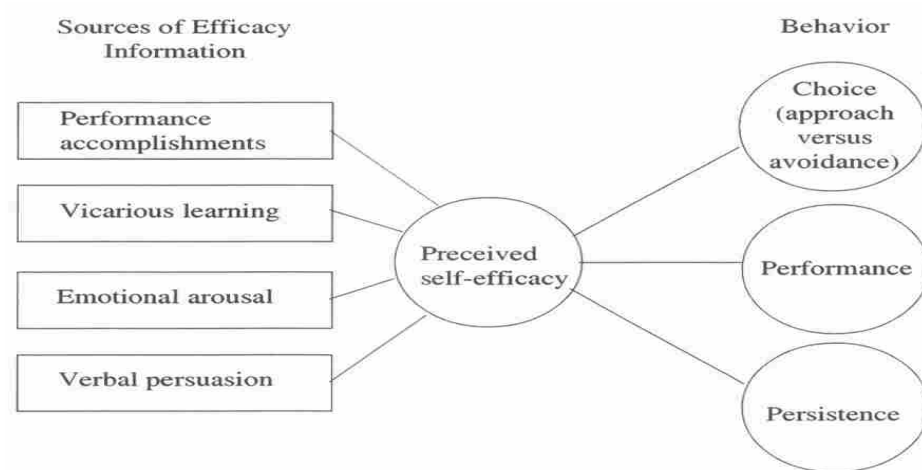 Sources of Efficacy
Information
Behavior
Performance
accomplishments
Vicarious learning
Emotional arousal
Verbal persuasion
Preceived
self-efficacy
Choice
(approach
versus
avoidance)
Performance
Persistence